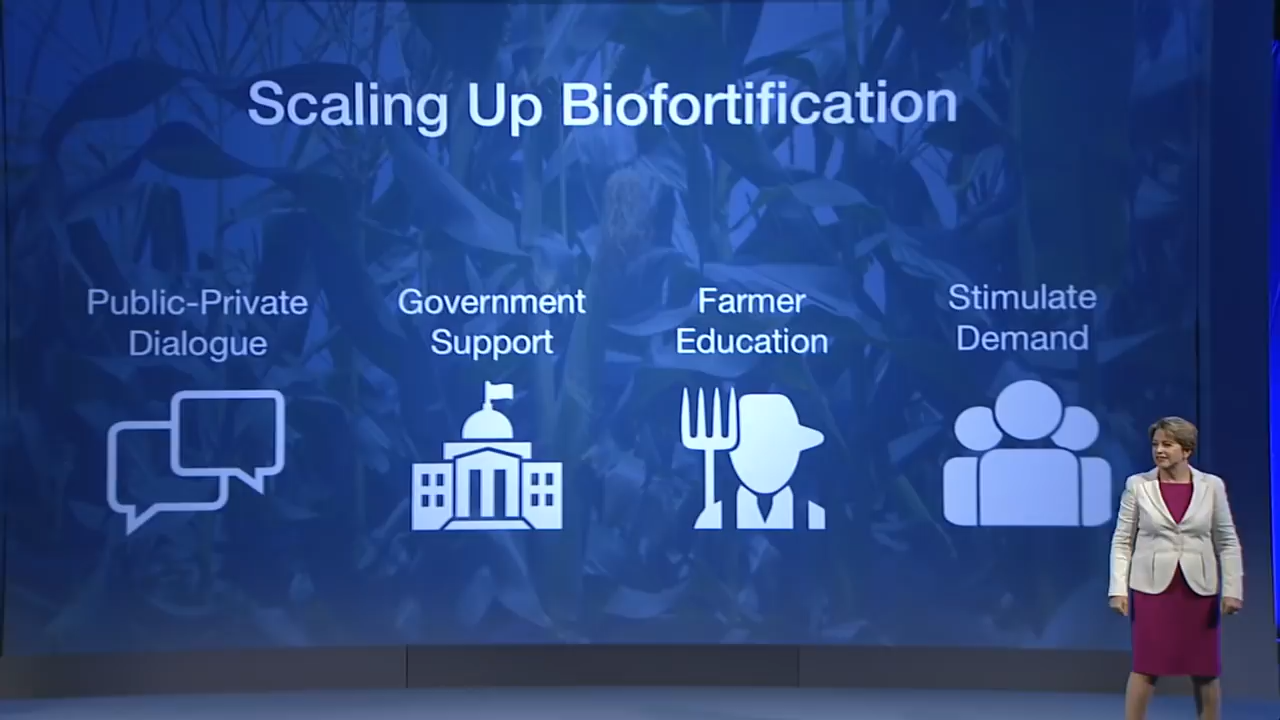 Scaling Up Biofortification
Public-Private
Dialogue
Government
Support
Farmer
Education
Stimulate
Demand